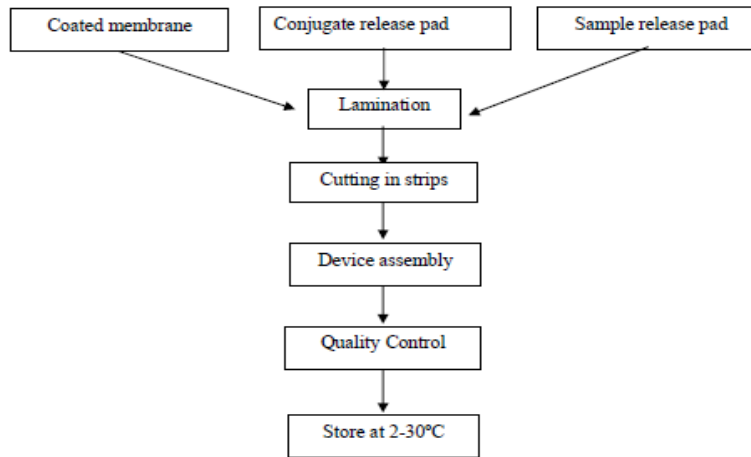 Coated membrane
Conjugate release pad
Sample release pad
Lamination
Cutting in strips
Device assembly
Quality Control
Store at 2-30ºC